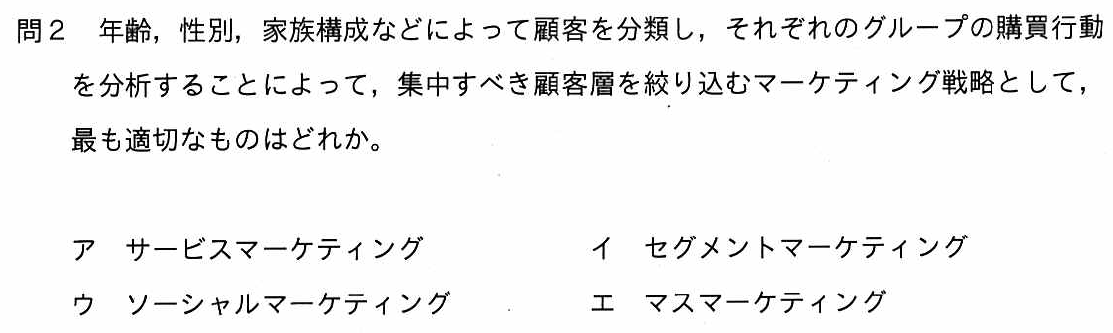 問2 年齢，性別，家族構成などによって顧客を分類し，それぞれのグループの購買行動
を分析することによって，集中すべき顧客層を絞り込むマーケティング戦略として，
最も適切なものはどれか。
ア サービスマーケティング イ セグメントマーケティング
ウ ソーシャルマーケティング エ マスマーケティング